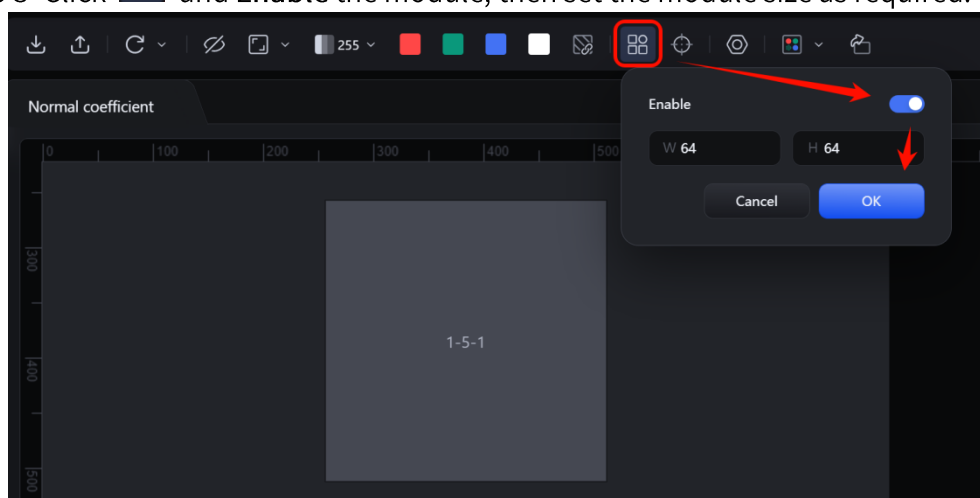 Click and Enable the module, then set the module size as required.
255
Normal coefficient
Enable
0 100 200 300 400 500
W 64 H 64
Cancel OK
300
1-5-1
400
500